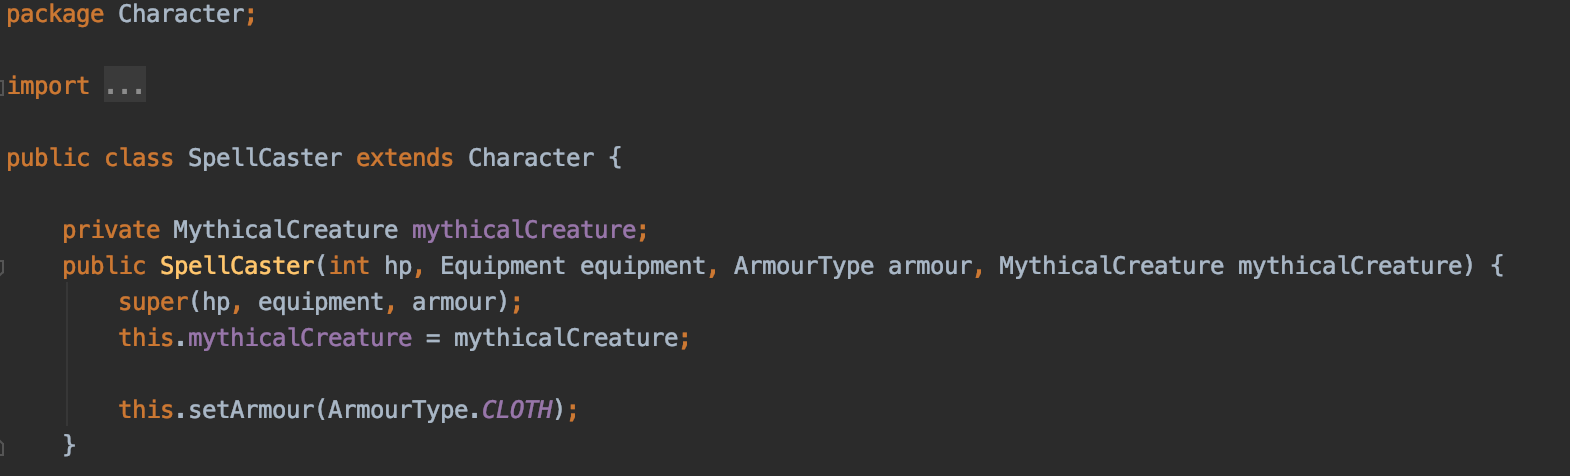 package Character;
import ...
public class SpellCaster extends Character {
private MythicalCreature mythicalCreature;
public SpellCaster(int hp, Equipment equipment, ArmourType armour, MythicalCreature mythicalCreature) {
super(hp, equipment, armour);
this.mythicalCreature = mythicalCreature;
this.setArmour(ArmourType.CLOTH);
}